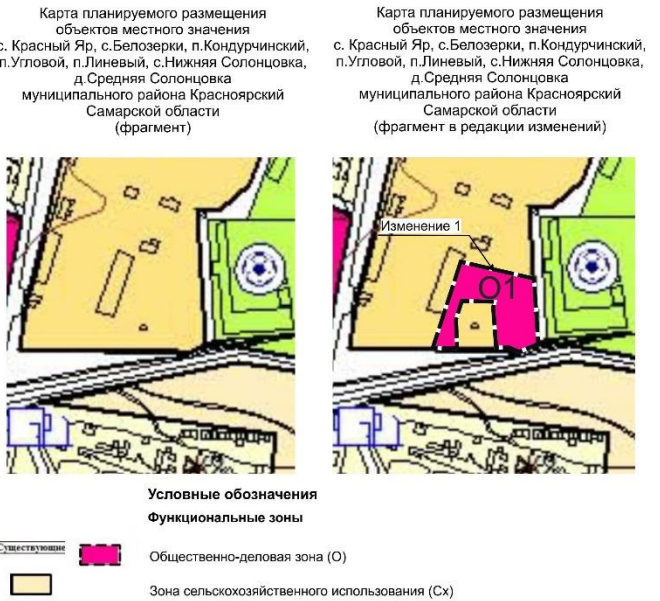 Карта планируемого размещения
объектов местного значения
с. Красный Яр, с.Белозерки, п.Кондурчинский,
п.Угловой, п.Линевый, с.Нижняя Солонцовка,
д.Средняя Солонцовка
муниципального района Красноярский
Самарской области
(фрагмент)
Карта планируемого размещения
объектов местного значения
с. Красный Яр, с.Белозерки, п.Кондурчинский,
п.Угловой, п.Линевый, с.Нижняя Солонцовка,
д.Средняя Солонцовка
муниципального района Красноярский
Самарской области
(фрагмент в редакции изменений)
Изменение 1
О1
Условные обозначения
Функциональные зоны
Существующие
Общественно-деловая зона (О)
Зона сельскохозяйственного использования (Сх)